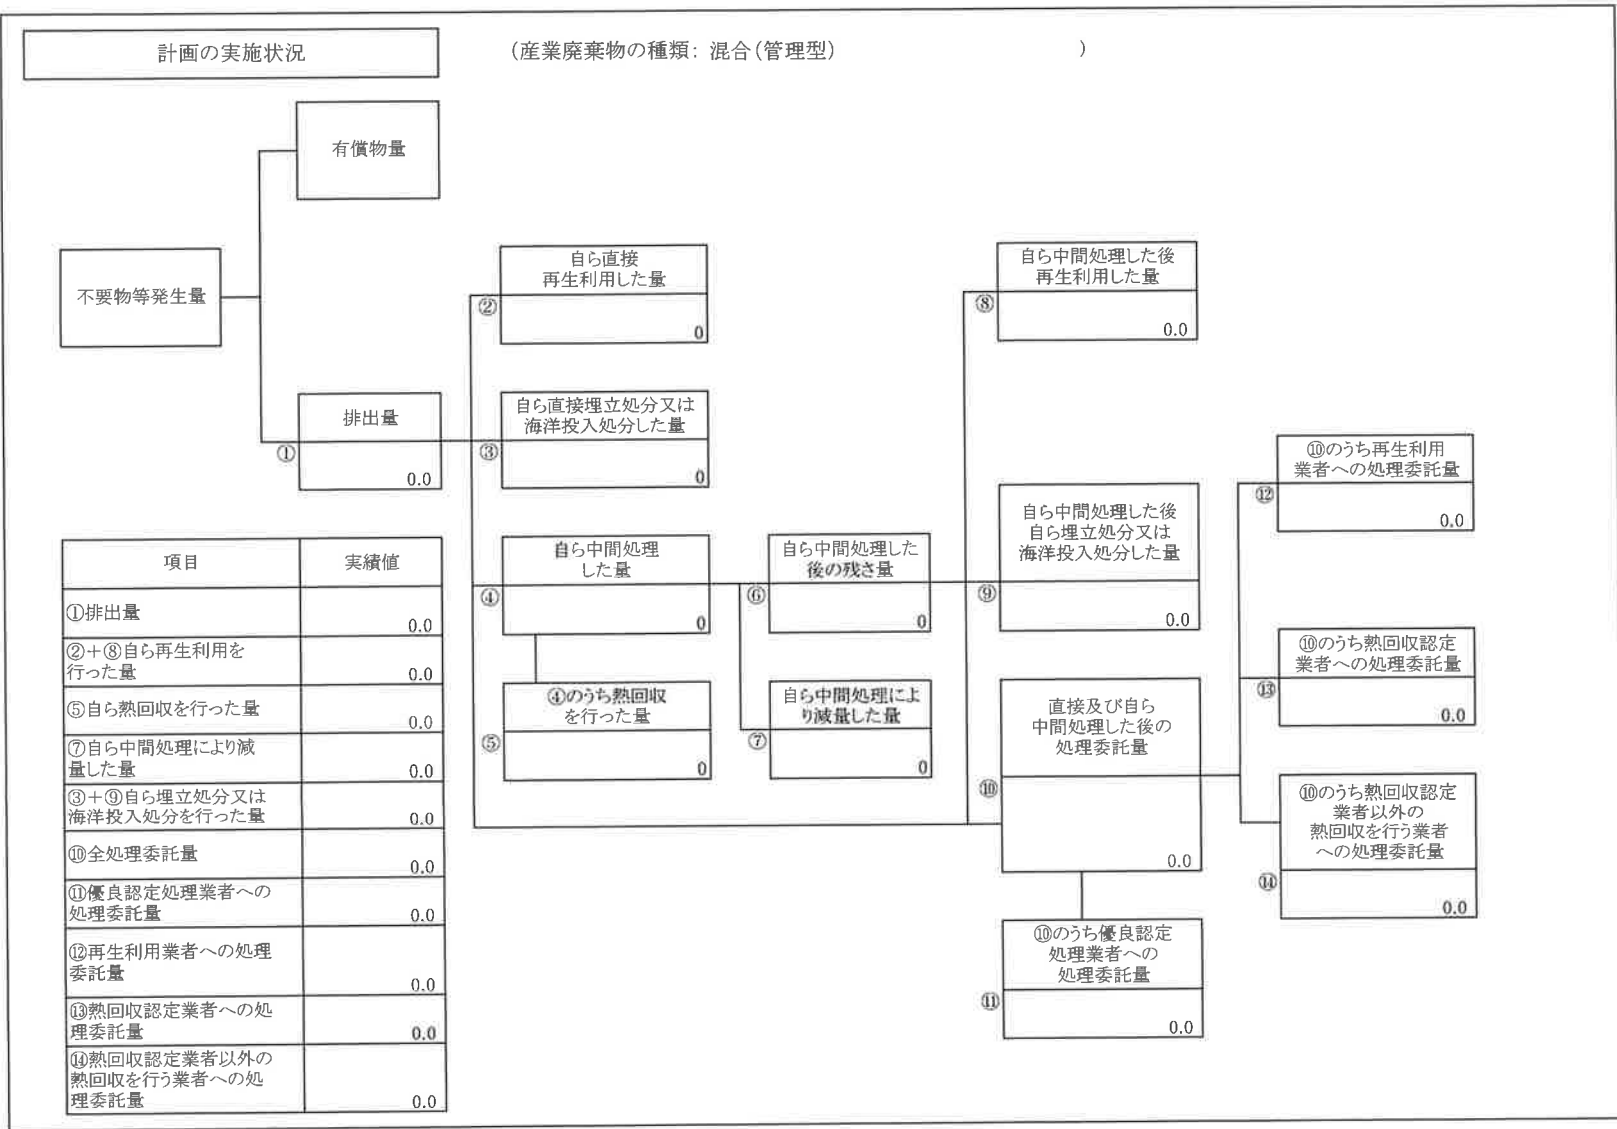 計画の実施状況
（産業廃棄物の種類：混合（管理型）　）
有償物量
不要物等発生量
排出量
①
0.0
自ら直接
再生利用した量
②
0
自ら直接埋立処分又は
海洋投入処分した量
③
0
自ら中間処理
した量
④
0
④のうち熱回収
を行った量
⑤
0
自ら中間処理した
後の残さ量
⑥
0
自ら中間処理によ
り減量した量
⑦
0
自ら中間処理した後
再生利用した量
⑧
0.0
自ら中間処理した後
自ら埋立処分又は
海洋投入処分した量
⑨
0.0
直接及び自ら
中間処理した後の
処理委託量
⑩
0.0
⑩のうち優良認定
処理業者への
処理委託量
⑪
0.0
⑩のうち再生利用
業者への処理委託量
⑫
0.0
⑩のうち熱回収認定
業者への処理委託量
⑬
0.0
⑩のうち熱回収認定
業者以外の
熱回収を行う業者
への処理委託量
⑭
0.0
項目 実績値
①排出量
0.0
②＋⑧自ら再生利用を
行った量 0.0
⑤自ら熱回収を行った量
0.0
⑦自ら中間処理により減
量した量 0.0
③＋⑨自ら埋立処分又は
海洋投入処分を行った量 0.0
⑩全処理委託量
0.0
⑪優良認定処理業者への
処理委託量 0.0
⑫再生利用業者への処理
委託量
0.0
⑬熱回収認定業者への処
理委託量 0.0
⑭熱回収認定業者以外の
熱回収を行う業者への処
理委託量 0.0